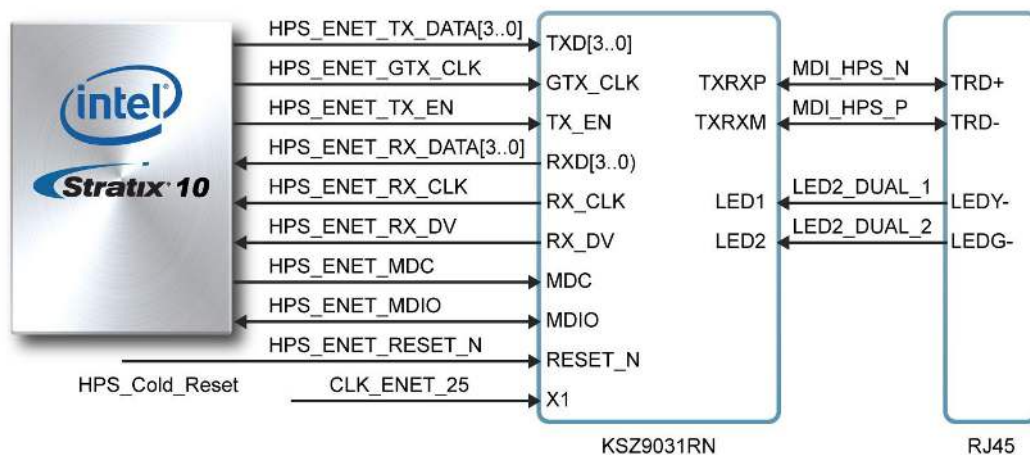 HPS_ENET_TX_DATA[3..0]
TXD[3..0]
HPS_ENET_GTX_CLK
GTX_CLK
TXRXP
MDI_HPS_N
TRD+
HPS_ENET_TX_EN
TX_EN
TXRXM
MDI_HPS_P
TRD-
HPS_ENET_RX_DATA[3..0]
RXD[3..0)
HPS_ENET_RX_CLK
RX_CLK
LED1
LED2_DUAL_1
LEDY-
HPS_ENET_RX_DV
RX_DV
LED2
LED2_DUAL_2
LEDG-
HPS_ENET_MDC
MDC
HPS_ENET_MDIO
MDIO
HPS_ENET_RESET_N
RESET_N
HPS_Cold_Reset
CLK_ENET_25
X1
KSZ9031RN
RJ45
intel
Stratix 10